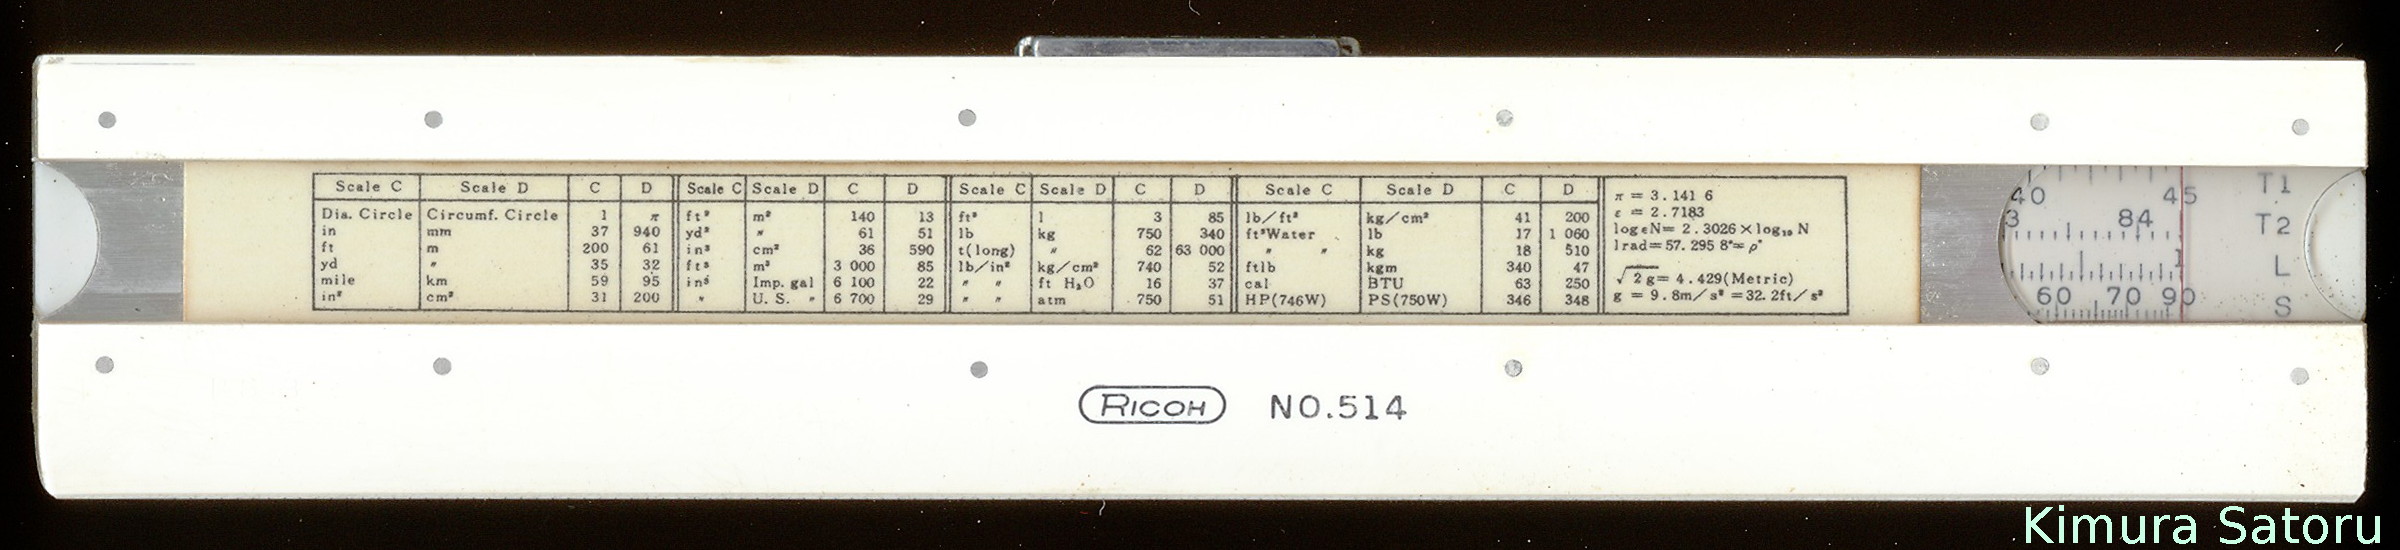 Scale C Scale D C D Scale C Scale D C D Scale C Scale D C D Scale C Scale D C D
Dia. Circle Circumf. Circle 1 π ft² m² 140 13 ft³ l 3 85 lb/ft² kg/cm² 41 200
in mm 37 940 yd² 〃 61 51 lb kg 750 340 ft³Water lb 17 1 060
ft m 200 61 in³ cm³ 36 590 t(long) 〃 62 63 000 〃 〃 kg 18 510
yd 〃 35 32 ft³ m³ 3 000 85 lb/in² kg/cm² 740 52 ftlb kgm 340 47
mile km 59 95 in³ Imp. gal 6 100 22 〃 〃 ft H₂O 16 37 cal BTU 63 250
in² cm² 31 200 〃 U. S. 〃 6 700 29 〃 〃 atm 750 51 HP(746W) PS(750W) 346 348
π = 3.141 6
ε = 2.7183
logεN= 2.3026×log₁₀N
1rad=57.295 8°=ρ°
√2g= 4.429(Metric)
g = 9.8m/s²=32.2ft/s²
40 45 T1
3 84 T2
1 L
60 70 90 S
RICOH NO.514
Kimura Satoru